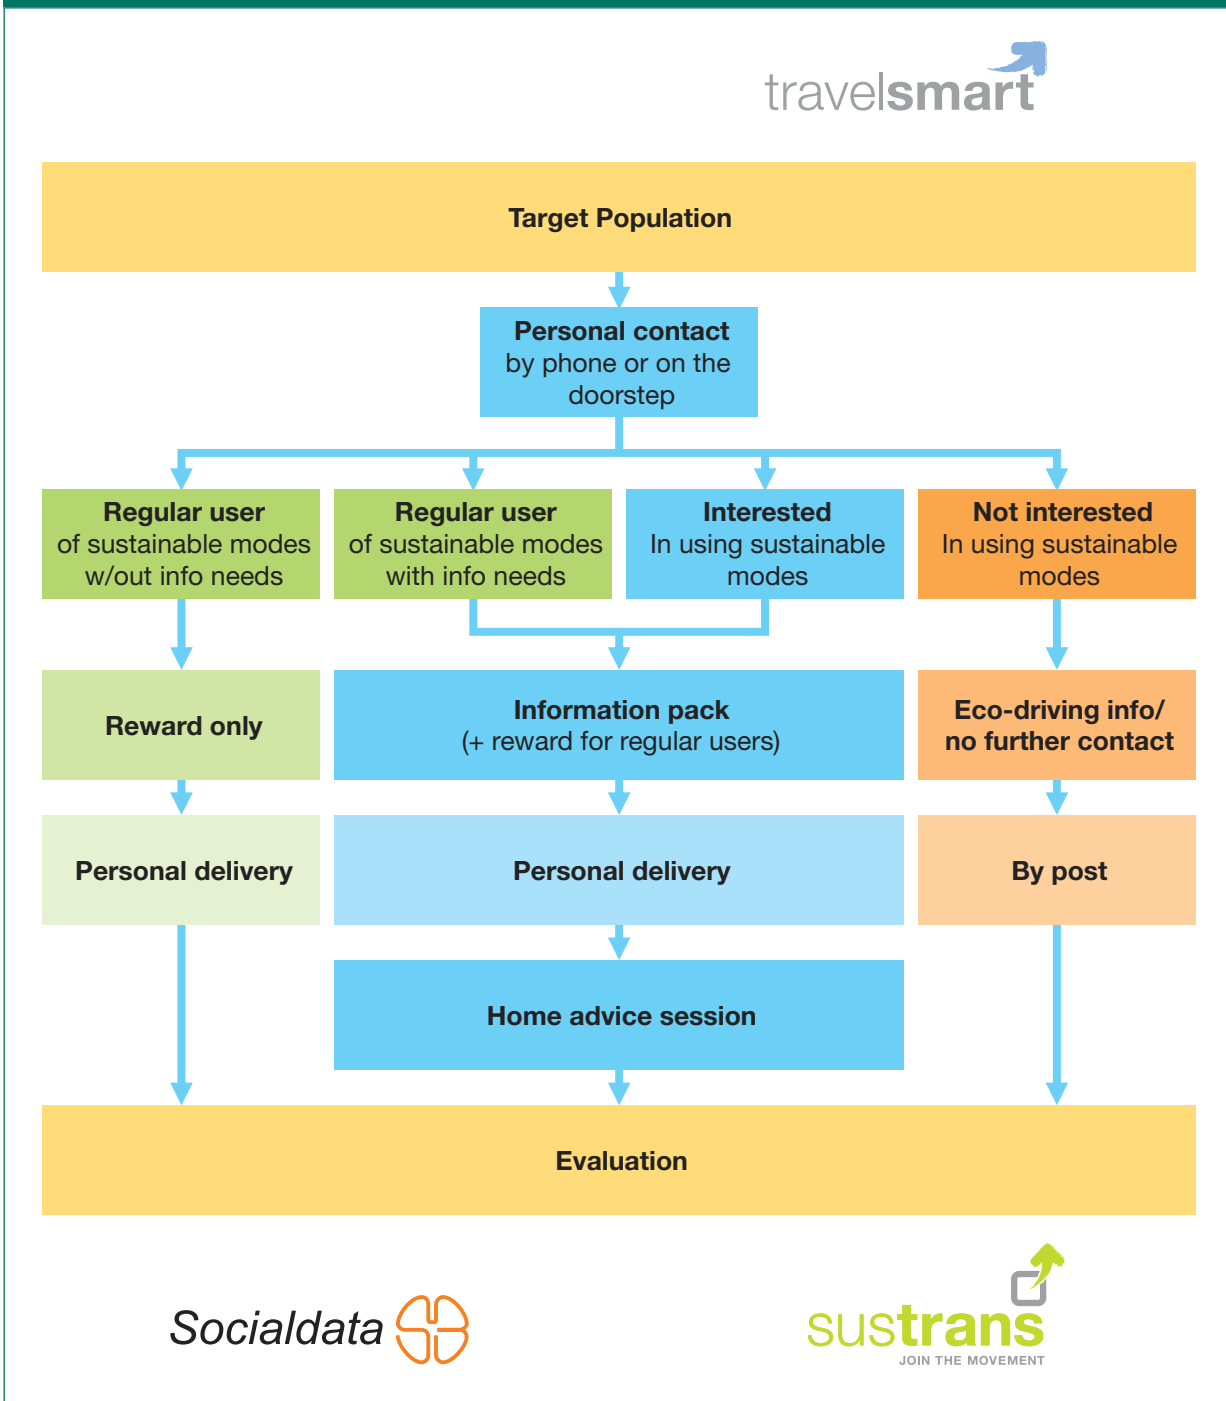 travelsmart
Target Population
Personal contact
by phone or on the
doorstep
Regular user
of sustainable modes
w/out info needs
Regular user
of sustainable modes
with info needs
Interested
In using sustainable
modes
Not interested
In using sustainable
modes
Reward only
Information pack
(+ reward for regular users)
Eco-driving info/
no further contact
Personal delivery
Personal delivery
By post
Home advice session
Evaluation
Socialdata
sustrans
JOIN THE MOVEMENT